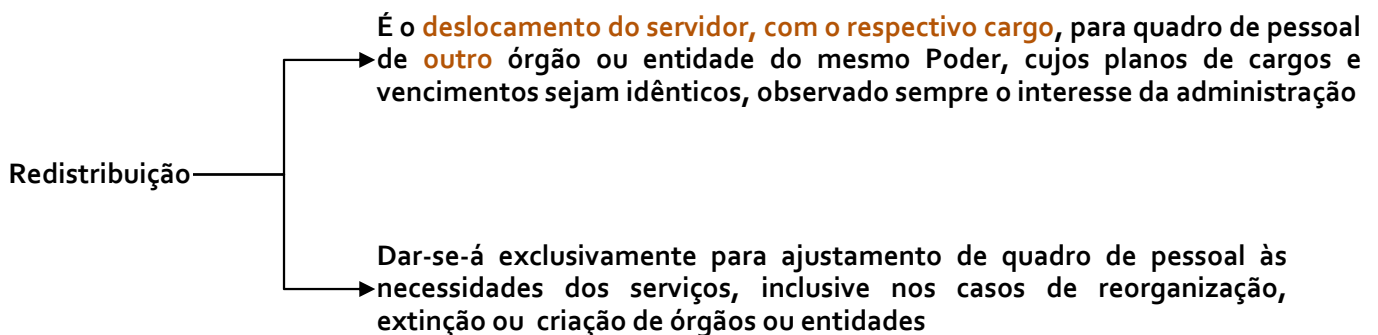 É o deslocamento do servidor, com o respectivo cargo, para quadro de pessoal
de outro órgão ou entidade do mesmo Poder, cujos planos de cargos e
vencimentos sejam idênticos, observado sempre o interesse da administração
Redistribuição
Dar-se-á exclusivamente para ajustamento de quadro de pessoal às
necessidades dos serviços, inclusive nos casos de reorganização,
extinção ou criação de órgãos ou entidades